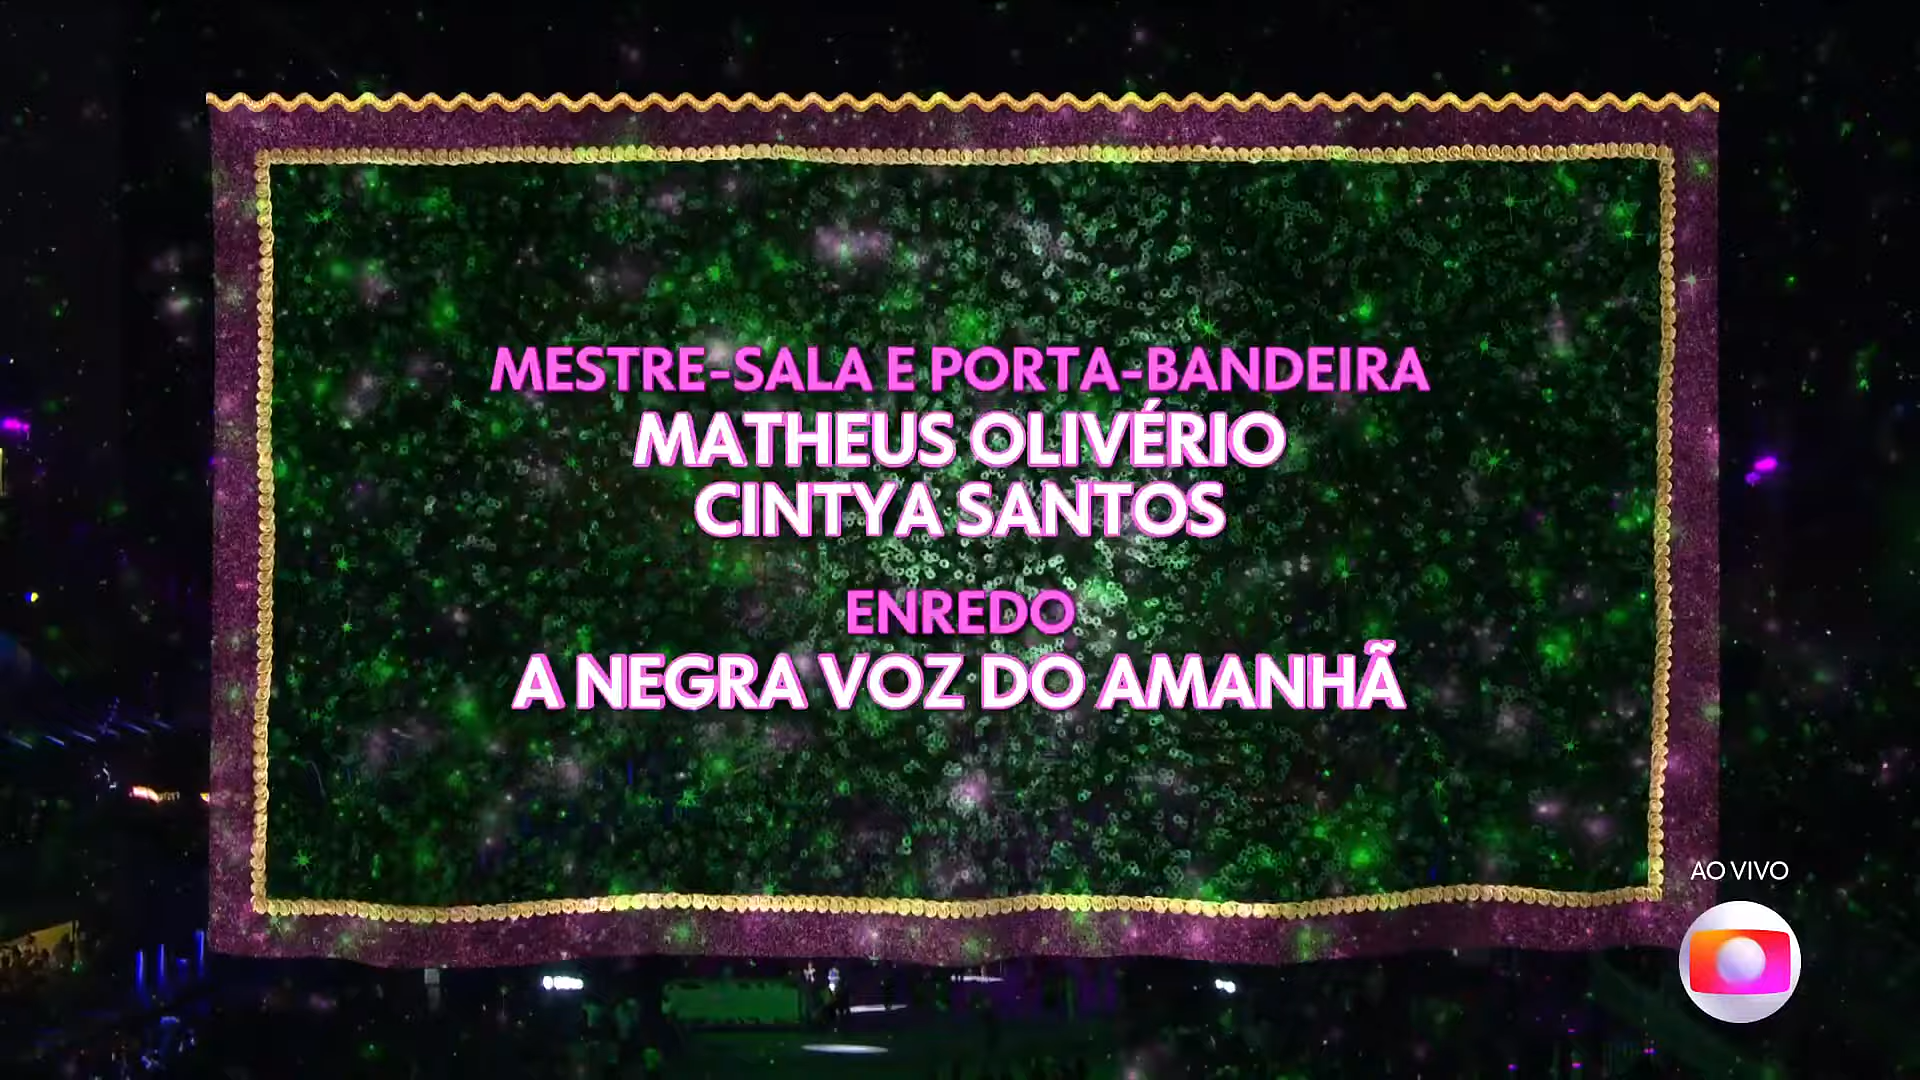 MESTRE-SALA E PORTA-BANDEIRA
MATHEUS OLIVÉRIO
CINTYA SANTOS
ENREDO
A NEGRA VOZ DO AMANHÃ
AO VIVO